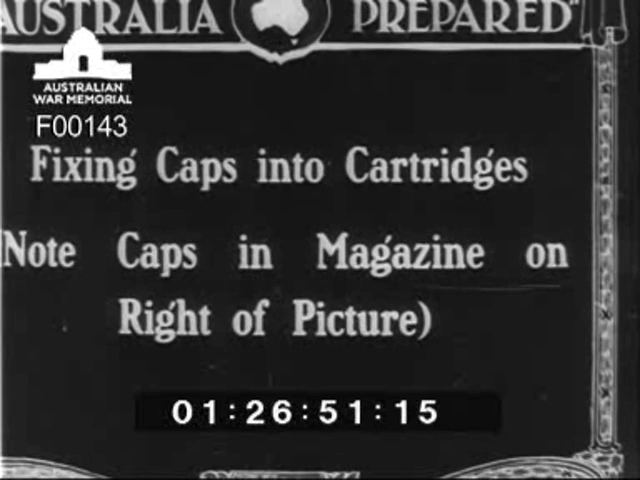 AUSTRALIA PREPARED"
AUSTRALIAN
WAR MEMORIAL
F00143
Fixing Caps into Cartridges
Note Caps in Magazine on
Right of Picture)
01:26:51:15